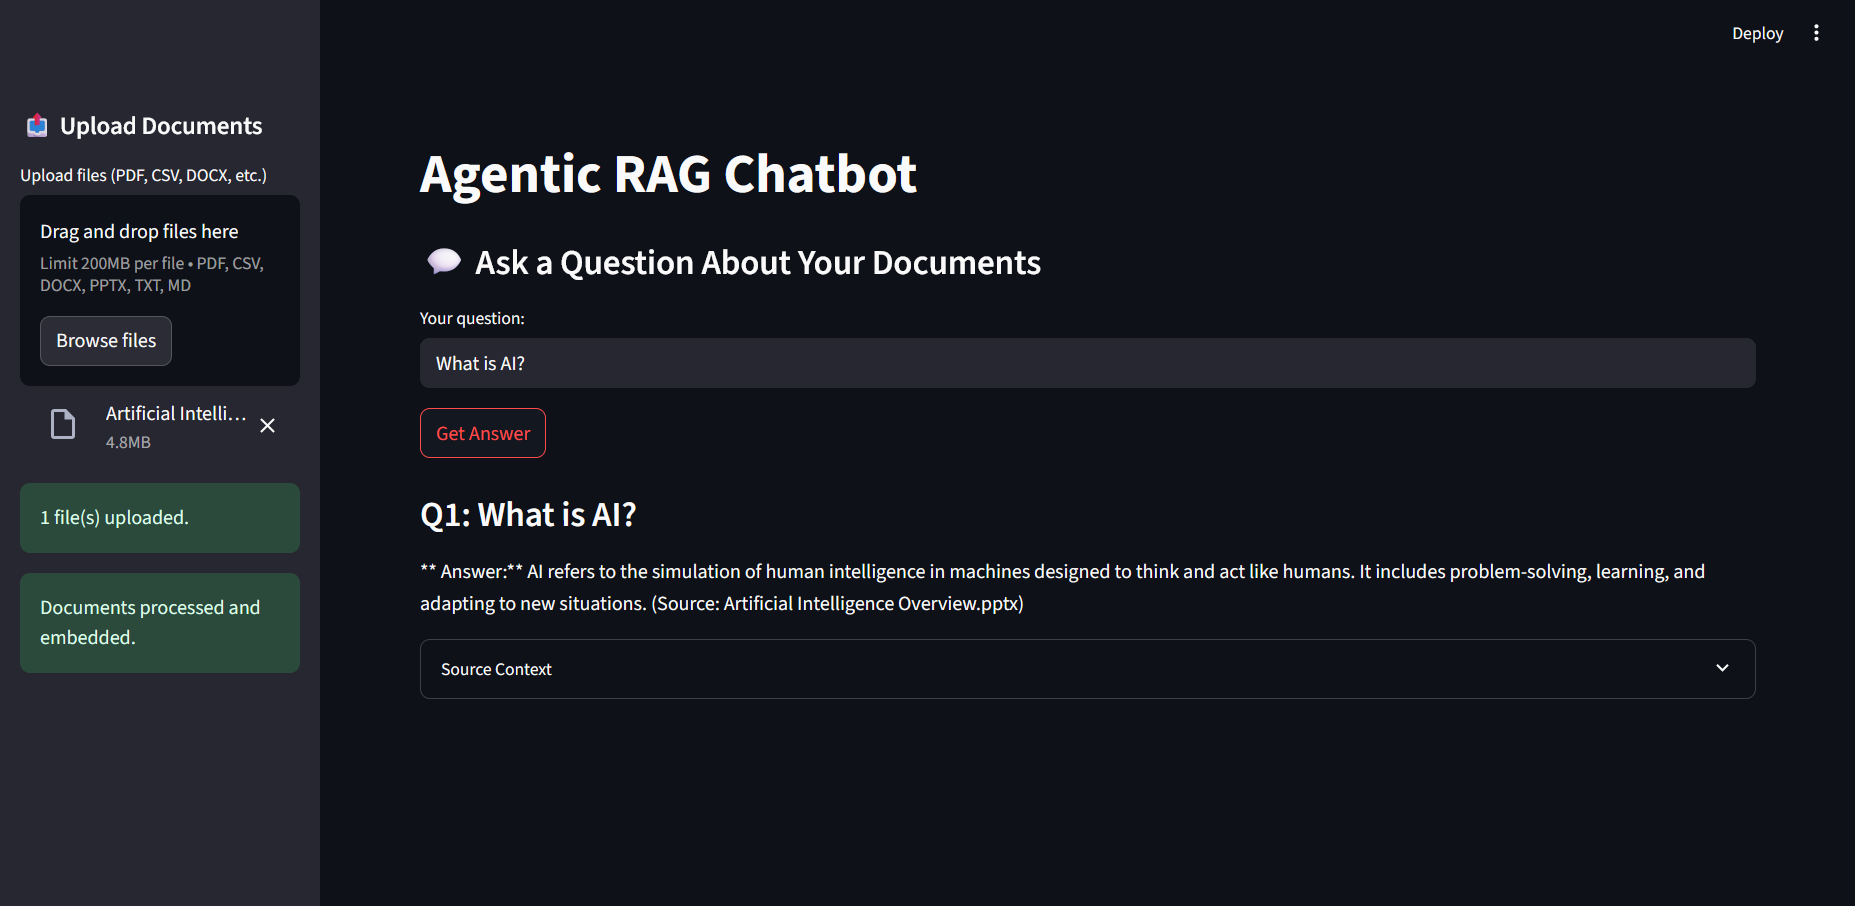 Deploy
Upload Documents
Upload files (PDF, CSV, DOCX, etc.)
Drag and drop files here
Limit 200MB per file • PDF, CSV,
DOCX, PPTX, TXT, MD
Browse files
Artificial Intelli...
4.8MB
1 file(s) uploaded.
Documents processed and
embedded.
Agentic RAG Chatbot
Ask a Question About Your Documents
Your question:
What is AI?
Get Answer
Q1: What is AI?
** Answer:** AI refers to the simulation of human intelligence in machines designed to think and act like humans. It includes problem-solving, learning, and
adapting to new situations. (Source: Artificial Intelligence Overview.pptx)
Source Context